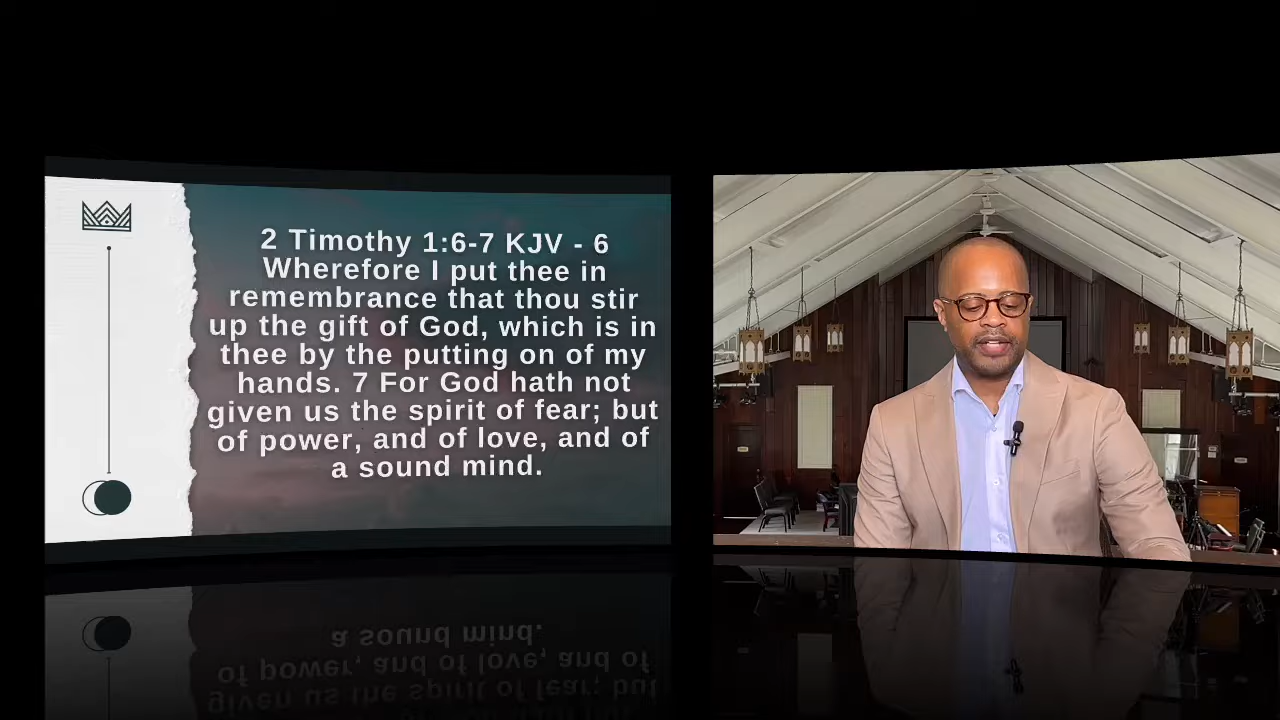 2 Timothy 1:6-7 KJV - 6
Wherefore I put thee in
remembrance that thou stir
up the gift of God, which is in
thee by the putting on of my
hands. 7 For God hath not
given us the spirit of fear; but
of power, and of love, and of
a sound mind.